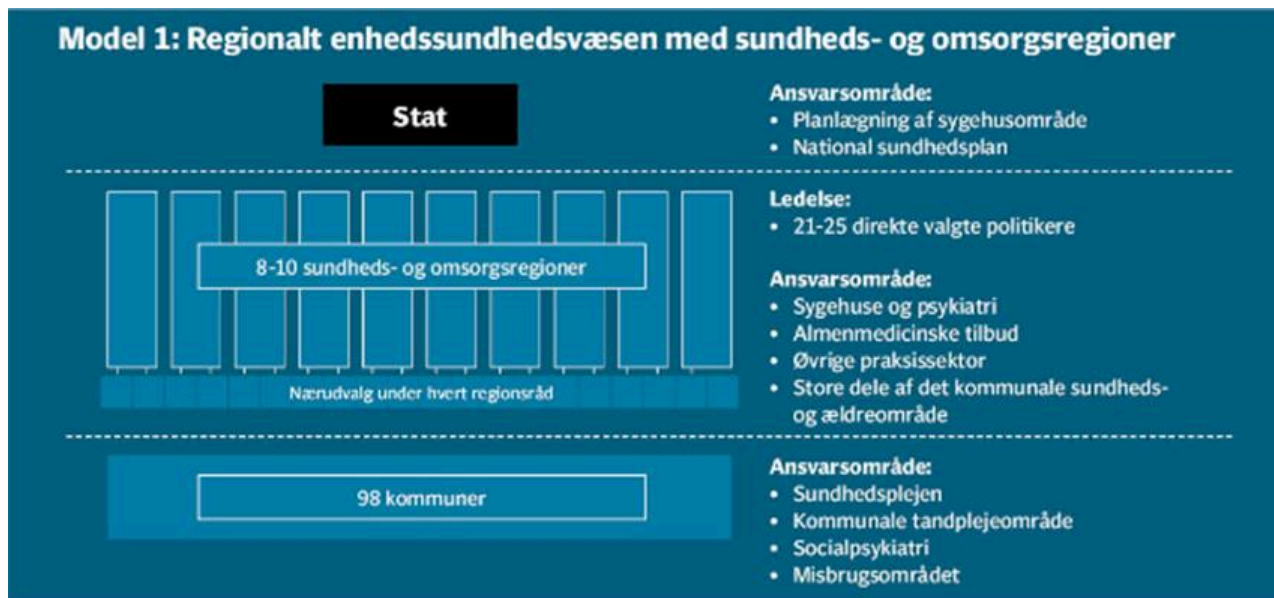 Model 1: Regionalt enhedssundhedsvæsen med sundheds- og omsorgsregioner
Stat
Ansvarsområde:
• Planlægning af sygehusområde
• National sundhedsplan
8-10 sundheds- og omsorgsregioner
Nærudvalg under hvert regionsråd
Ledelse:
• 21-25 direkte valgte politikere
Ansvarsområde:
• Sygehuse og psykiatri
• Almenmedicinske tilbud
• Øvrige praksissektor
• Store dele af det kommunale sundheds-
og ældreområde
98 kommuner
Ansvarsområde:
• Sundhedsplejen
• Kommunale tandplejeområde
• Socialpsykiatri
• Misbrugsområdet